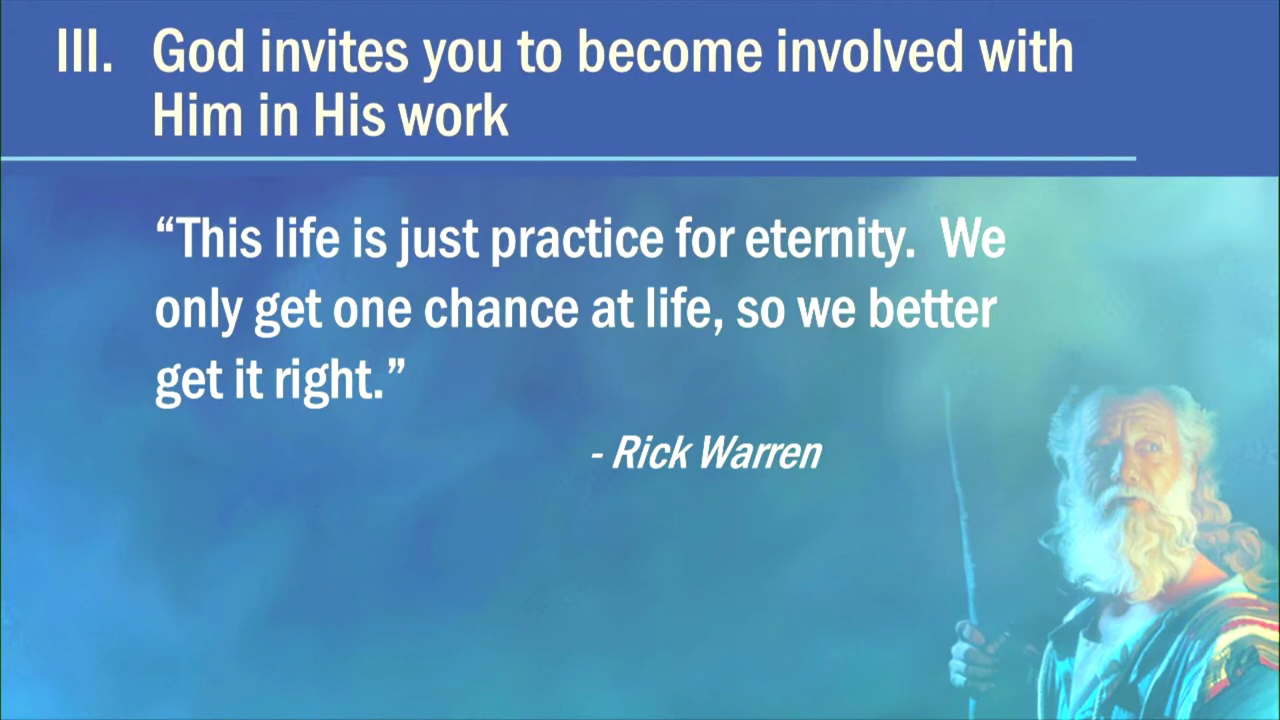 III. God invites you to become involved with
Him in His work
“This life is just practice for eternity.  We
only get one chance at life, so we better
get it right.”
- Rick Warren